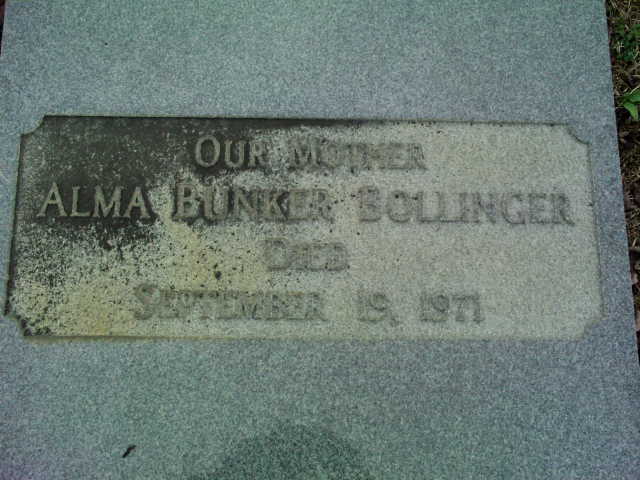 Our Mother
Alma Bunker Bollinger
Died
September 19, 1971